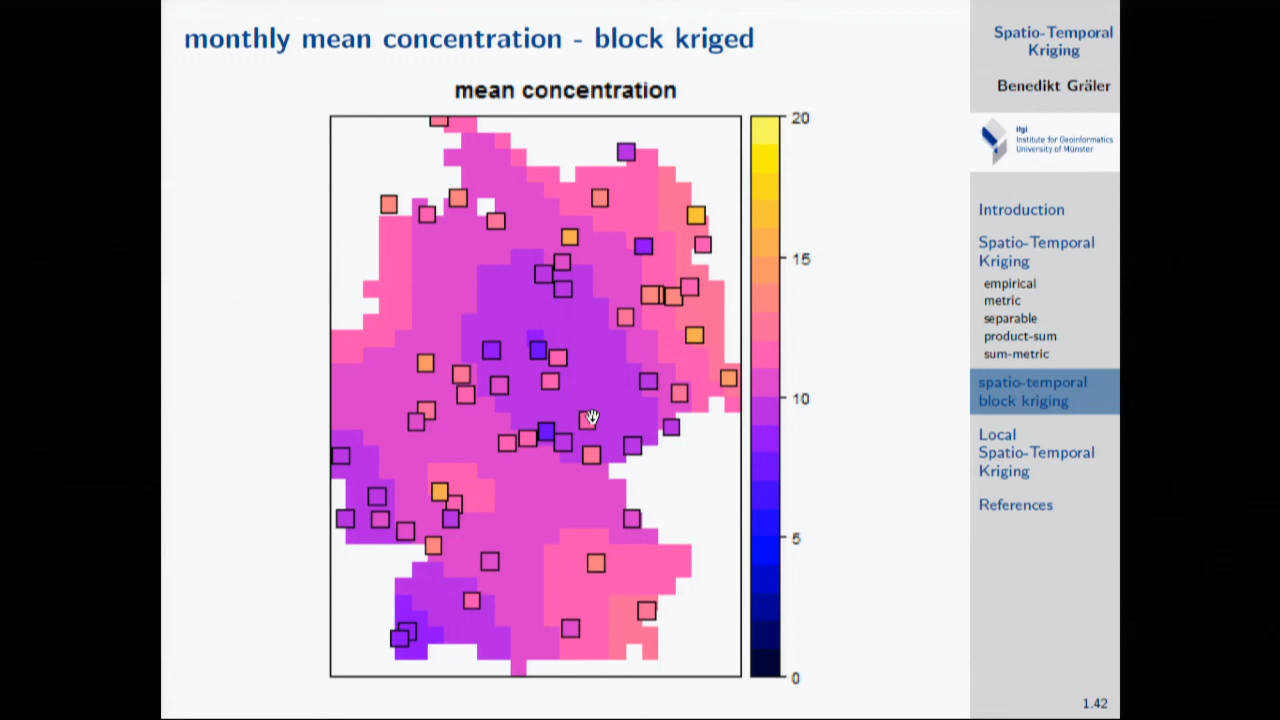 monthly mean concentration - block kriged
mean concentration
20
15
10
5
0
Spatio-Temporal
Kriging
Benedikt Gräler
ifgi
Institute for Geoinformatics
University of Münster
Introduction
Spatio-Temporal
Kriging
empirical
metric
separable
product-sum
sum-metric
spatio-temporal
block kriging
Local
Spatio-Temporal
Kriging
References
1.42